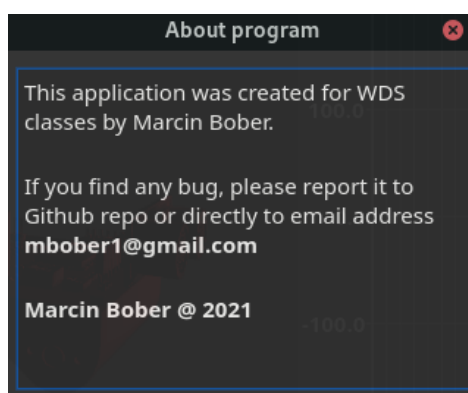 About program
This application was created for WDS
classes by Marcin Bober.
100.0
If you find any bug, please report it to
Github repo or directly to email address
mbober1@gmail.com
Marcin Bober @ 2021
-100.0